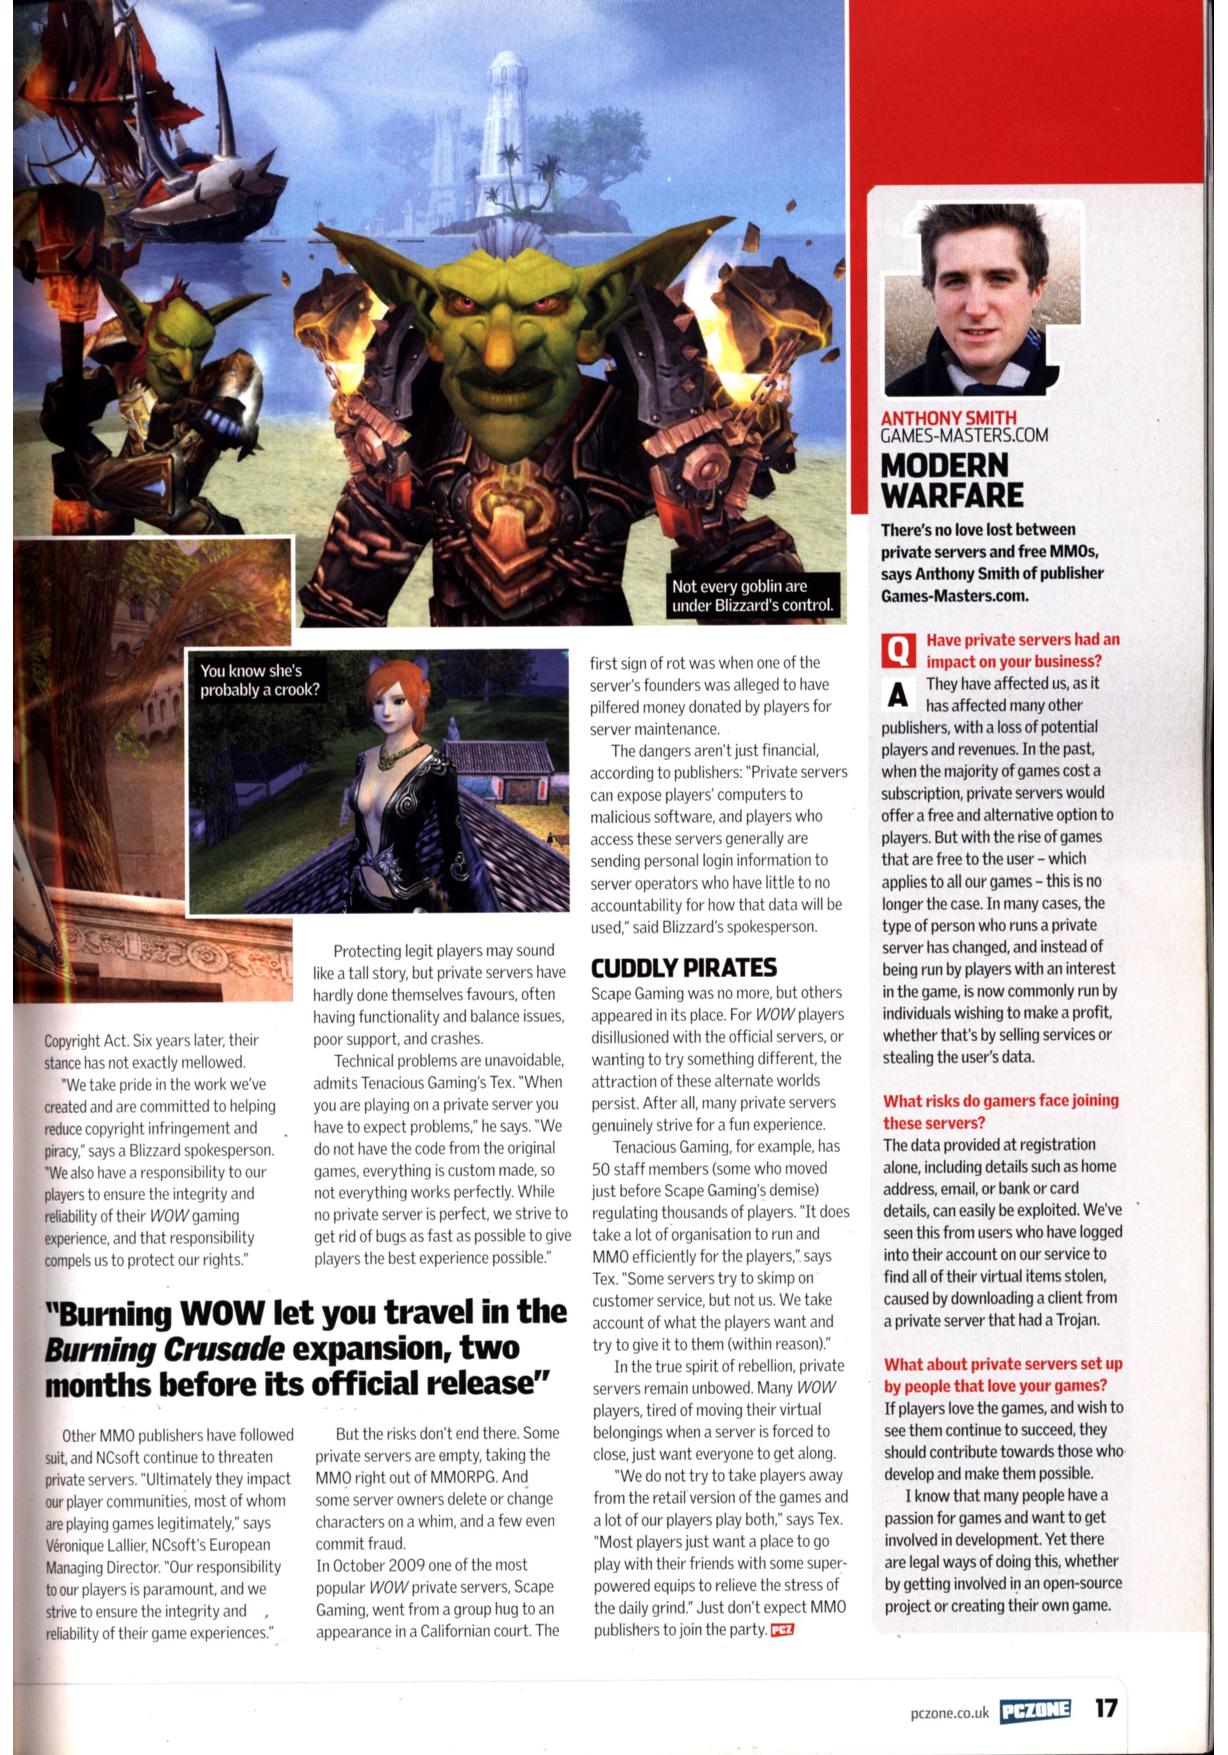 Not every goblin are
under Blizzard's control.
You know she's
probably a crook?
Copyright Act. Six years later, their
stance has not exactly mellowed.
"We take pride in the work we've
created and are committed to helping
reduce copyright infringement and
piracy," says a Blizzard spokesperson.
"We also have a responsibility to our
players to ensure the integrity and
reliability of their WOW gaming
experience, and that responsibility
compels us to protect our rights."
"Burning WOW let you travel in the
Burning Crusade expansion, two
months before its official release"
Other MMO publishers have followed
suit, and NCsoft continue to threaten
private servers. "Ultimately they impact
our player communities, most of whom
are playing games legitimately," says
Véronique Lallier, NCsoft's European
Managing Director. "Our responsibility
to our players is paramount, and we
strive to ensure the integrity and
reliability of their game experiences."
Protecting legit players may sound
like a tall story, but private servers have
hardly done themselves favours, often
having functionality and balance issues,
poor support, and crashes.
Technical problems are unavoidable,
admits Tenacious Gaming's Tex. "When
you are playing on a private server you
have to expect problems," he says. "We
do not have the code from the original
games, everything is custom made, so
not everything works perfectly. While
no private server is perfect, we strive to
get rid of bugs as fast as possible to give
players the best experience possible."
But the risks don't end there. Some
private servers are empty, taking the
MMO right out of MMORPG. And
some server owners delete or change
characters on a whim, and a few even
commit fraud.
In October 2009 one of the most
popular WOW private servers, Scape
Gaming, went from a group hug to an
appearance in a Californian court. The
first sign of rot was when one of the
server's founders was alleged to have
pilfered money donated by players for
server maintenance.
The dangers aren't just financial,
according to publishers: "Private servers
can expose players' computers to
malicious software, and players who
access these servers generally are
sending personal login information to
server operators who have little to no
accountability for how that data will be
used," said Blizzard's spokesperson.
CUDDLY PIRATES
Scape Gaming was no more, but others
appeared in its place. For WOW players
disillusioned with the official servers, or
wanting to try something different, the
attraction of these alternate worlds
persist. After all, many private servers
genuinely strive for a fun experience.
Tenacious Gaming, for example, has
50 staff members (some who moved
just before Scape Gaming's demise)
regulating thousands of players. "It does
take a lot of organisation to run and
MMO efficiently for the players," says
Tex. "Some servers try to skimp on
customer service, but not us. We take
account of what the players want and
try to give it to them (within reason)."
In the true spirit of rebellion, private
servers remain unbowed. Many WOW
players, tired of moving their virtual
belongings when a server is forced to
close, just want everyone to get along.
"We do not try to take players away
from the retail version of the games and
a lot of our players play both," says Tex.
"Most players just want a place to go
play with their friends with some super-
powered equips to relieve the stress of
the daily grind." Just don't expect MMO
publishers to join the party. PCZ
ANTHONY SMITH
GAMES-MASTERS.COM
MODERN
WARFARE
There's no love lost between
private servers and free MMOs,
says Anthony Smith of publisher
Games-Masters.com.
Q Have private servers had an
impact on your business?
A They have affected us, as it
has affected many other
publishers, with a loss of potential
players and revenues. In the past,
when the majority of games cost a
subscription, private servers would
offer a free and alternative option to
players. But with the rise of games
that are free to the user – which
applies to all our games – this is no
longer the case. In many cases, the
type of person who runs a private
server has changed, and instead of
being run by players with an interest
in the game, is now commonly run by
individuals wishing to make a profit,
whether that's by selling services or
stealing the user's data.
What risks do gamers face joining
these servers?
The data provided at registration
alone, including details such as home
address, email, or bank or card
details, can easily be exploited. We've
seen this from users who have logged
into their account on our service to
find all of their virtual items stolen,
caused by downloading a client from
a private server that had a Trojan.
What about private servers set up
by people that love your games?
If players love the games, and wish to
see them continue to succeed, they
should contribute towards those who
develop and make them possible.
I know that many people have a
passion for games and want to get
involved in development. Yet there
are legal ways of doing this, whether
by getting involved in an open-source
project or creating their own game.
pczone.co.uk PCZONE 17